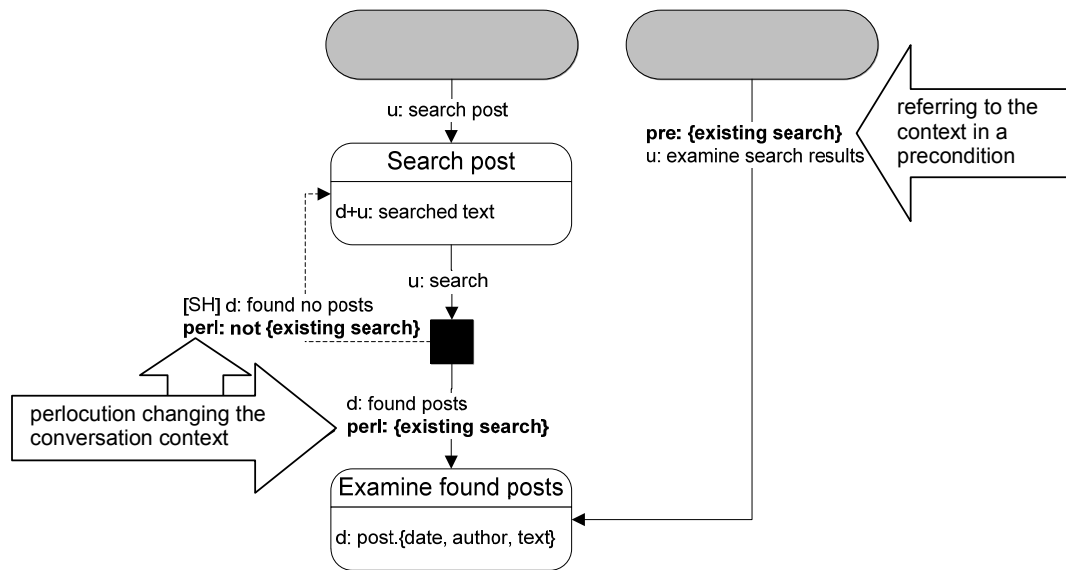 u: search post
Search post
d+u: searched text
u: search
[SH] d: found no posts
perl: not {existing search}
perlocution changing the
conversation context
d: found posts
perl: {existing search}
Examine found posts
d: post.{date, author, text}
pre: {existing search}
u: examine search results
referring to the
context in a
precondition